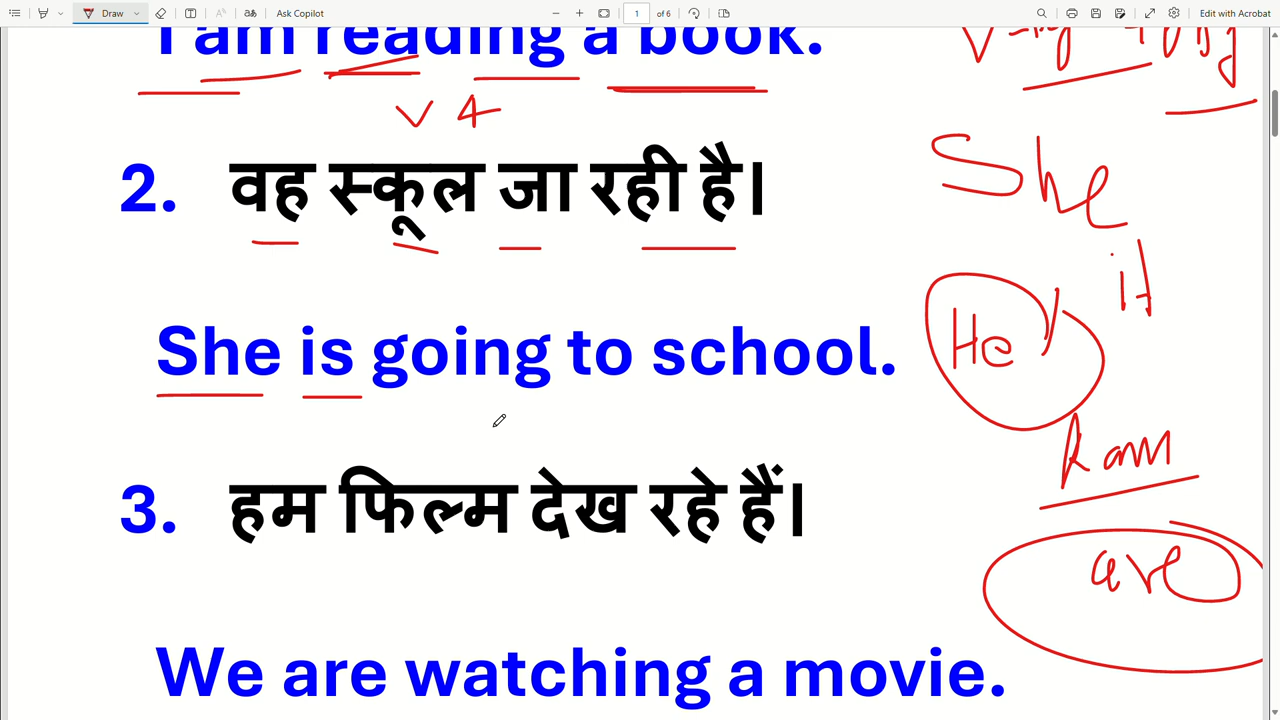 Draw
Ask Copilot
1 of 6
Edit with Acrobat
I am reading a book.
V 4
2. वह स्कूल जा रही है।
She
it
She is going to school.
He
Ram
3. हम फिल्म देख रहे हैं।
are
We are watching a movie.